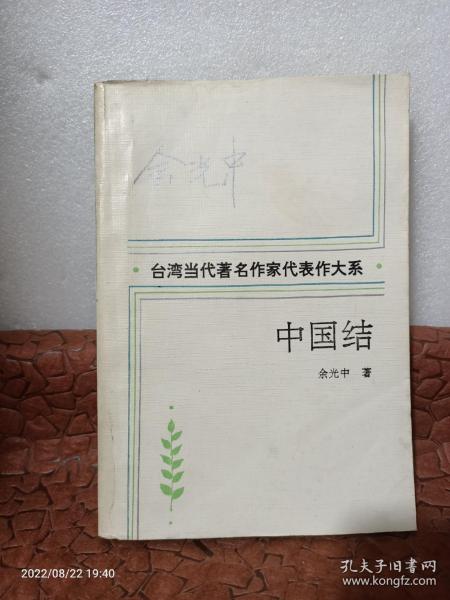 余光中
台湾当代著名作家代表作大系
中国结
余光中 著
2022/08/22 19:40
孔夫子旧书网
www.kongfz.com